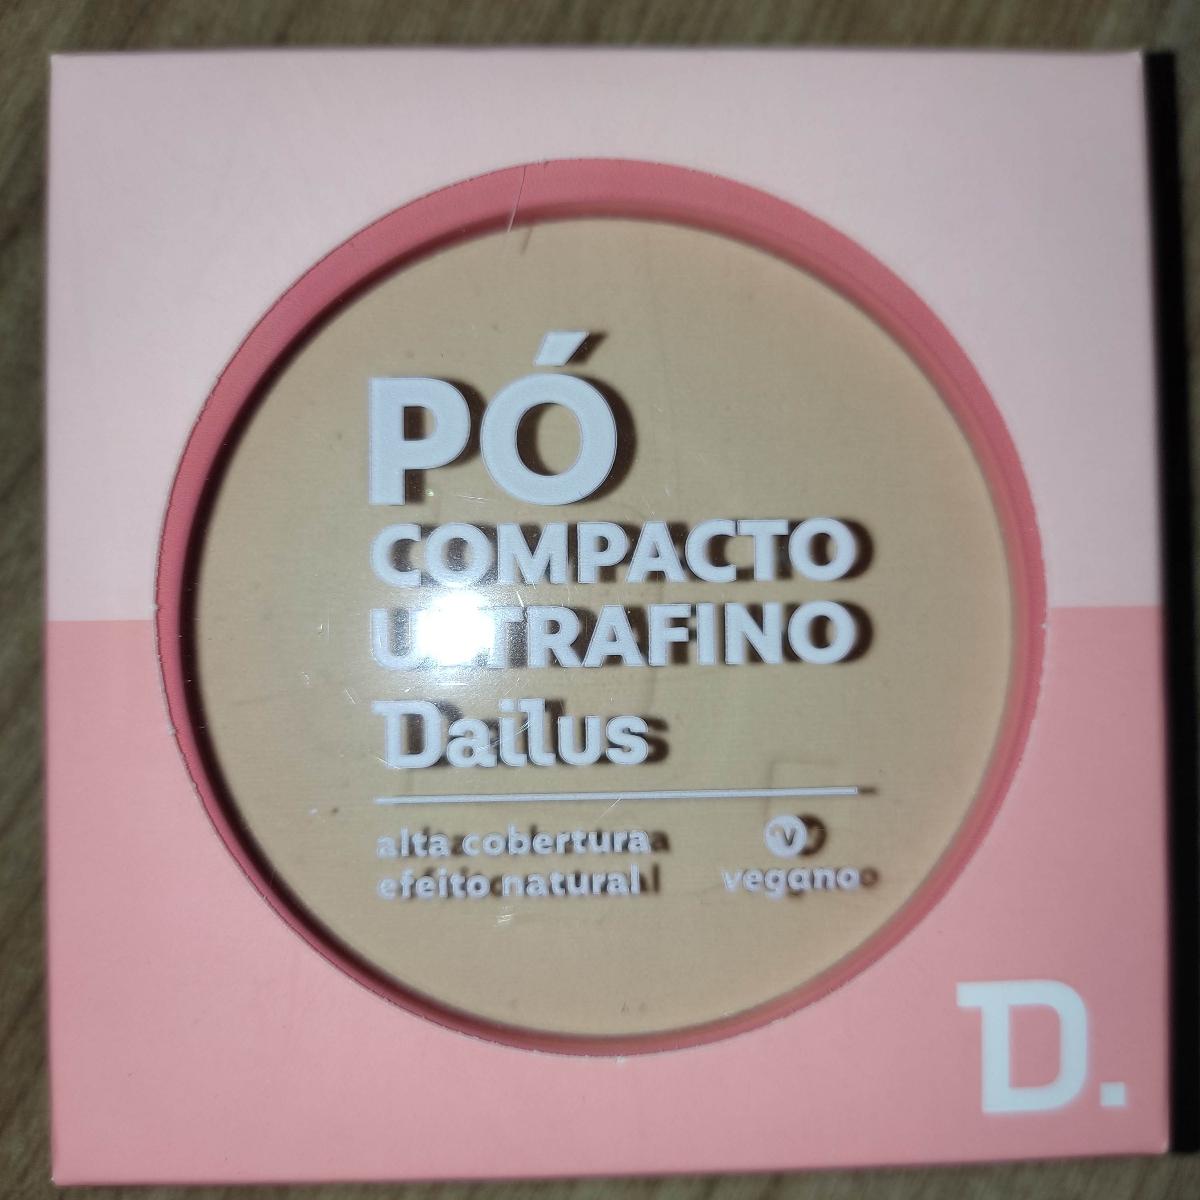 PÓ
COMPACTO
ULTRAFINO
Dailus
alta cobertura
efeito natural
V
vegano
D.